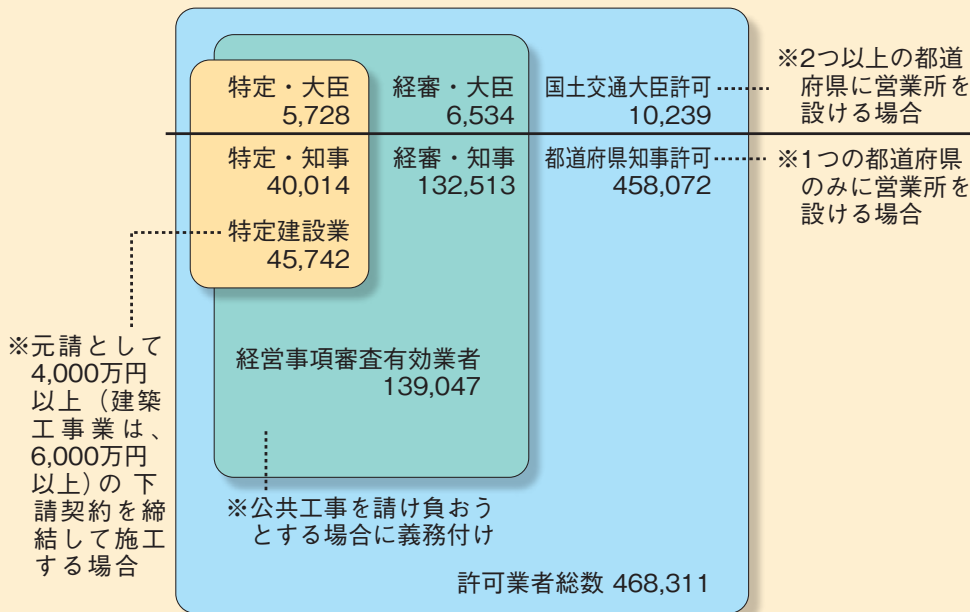 特定・大臣
5,728
経審・大臣
6,534
国土交通大臣許可
10,239
※2つ以上の都道
府県に営業所を
設ける場合
特定・知事
40,014
経審・知事
132,513
都道府県知事許可
458,072
※1つの都道府県
のみに営業所を
設ける場合
特定建設業
45,742
※元請として
4,000万円
以上（建築
工事業は、
6,000万円
以上）の下
請契約を締
結して施工
する場合
経営事項審査有効業者
139,047
※公共工事を請け負おう
とする場合に義務付け
許可業者総数 468,311